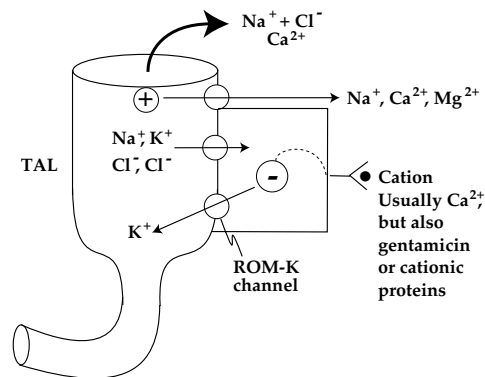 Na⁺ + Cl⁻
Ca²⁺
+
Na⁺, Ca²⁺, Mg²⁺
Na⁺, K⁺
Cl⁻, Cl⁻
TAL
-
Cation
Usually Ca²⁺,
but also
gentamicin
or cationic
proteins
K⁺
ROM-K
channel